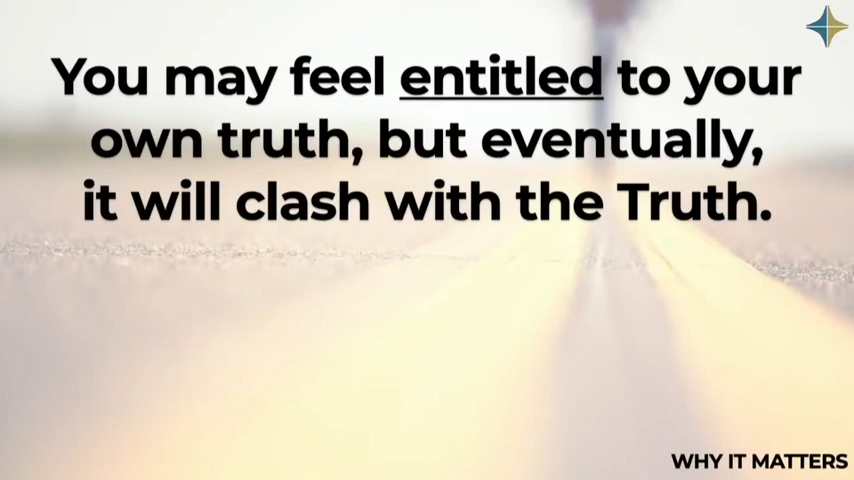 You may feel entitled to your
own truth, but eventually,
it will clash with the Truth.
WHY IT MATTERS